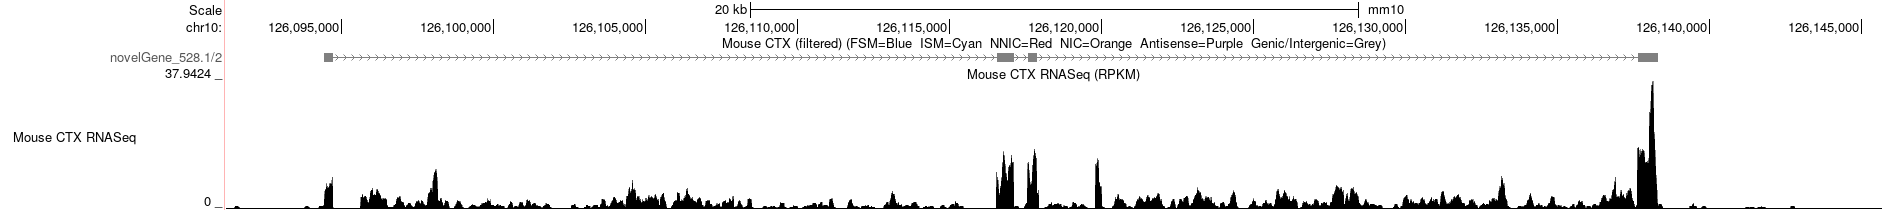 Scale 20 kb mm10
chr10: 126,095,000 126,100,000 126,105,000 126,110,000 126,115,000 126,120,000 126,125,000 126,130,000 126,135,000 126,140,000 126,145,000
Mouse CTX (filtered) (FSM=Blue ISM=Cyan NNIC=Red NIC=Orange Antisense=Purple Genic/Intergenic=Grey)
novelGene_528.1/2
37.9424 _ Mouse CTX RNASeq (RPKM)
Mouse CTX RNASeq
0 _